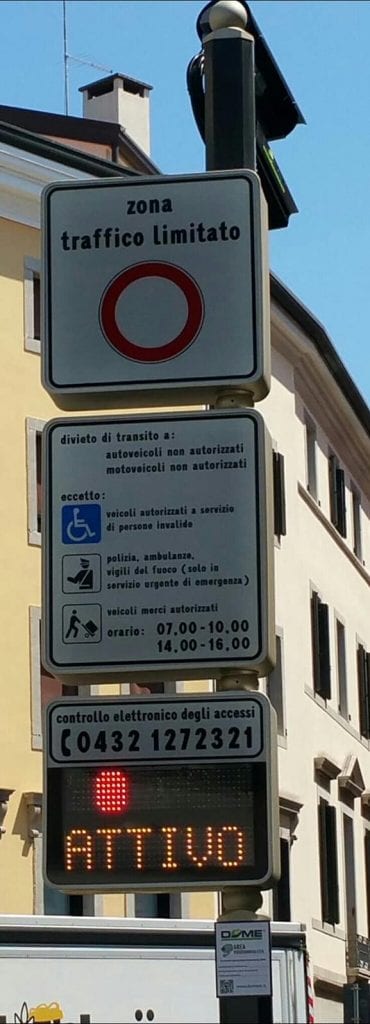 zona
traffico limitato
divieto di transito a:
autoveicoli non autorizzati
motoveicoli non autorizzati
eccetto:
veicoli autorizzati a servizio
di persone invalide
polizia, ambulanze,
vigili del fuoco (solo in
servizio urgente di emergenza)
veicoli merci autorizzati
orario: 07,00-10,00
14,00-16,00
controllo elettronico degli accessi
0432 1272321
ATTIVO
AREA